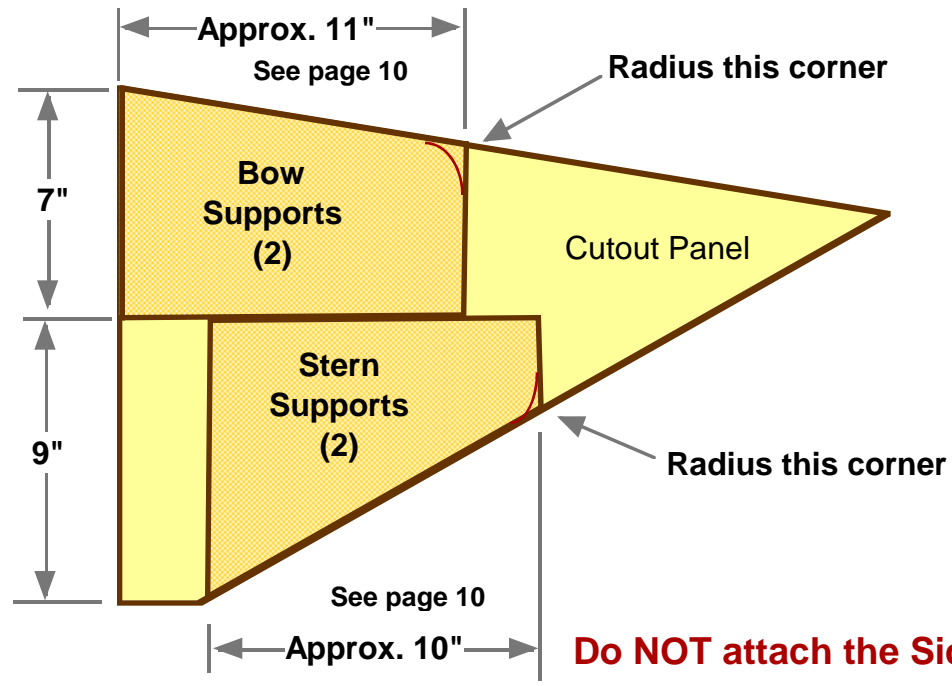 Approx. 11"
See page 10
Radius this corner
7"
Bow
Supports
(2)
Cutout Panel
9"
Stern
Supports
(2)
Radius this corner
See page 10
Approx. 10"
Do NOT attach the